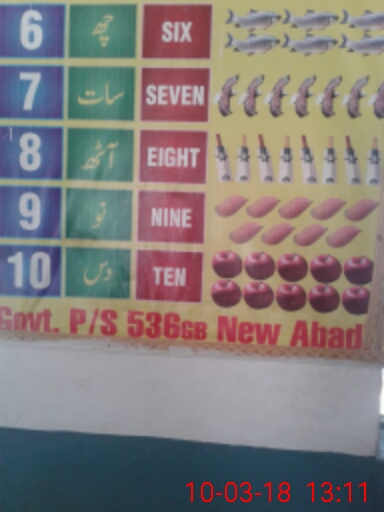 6 چھ SIX
7 سات SEVEN
8 آٹھ EIGHT
9 نو NINE
10 دس TEN
Govt. P/S 536GB New Abad
10-03-18 13:11